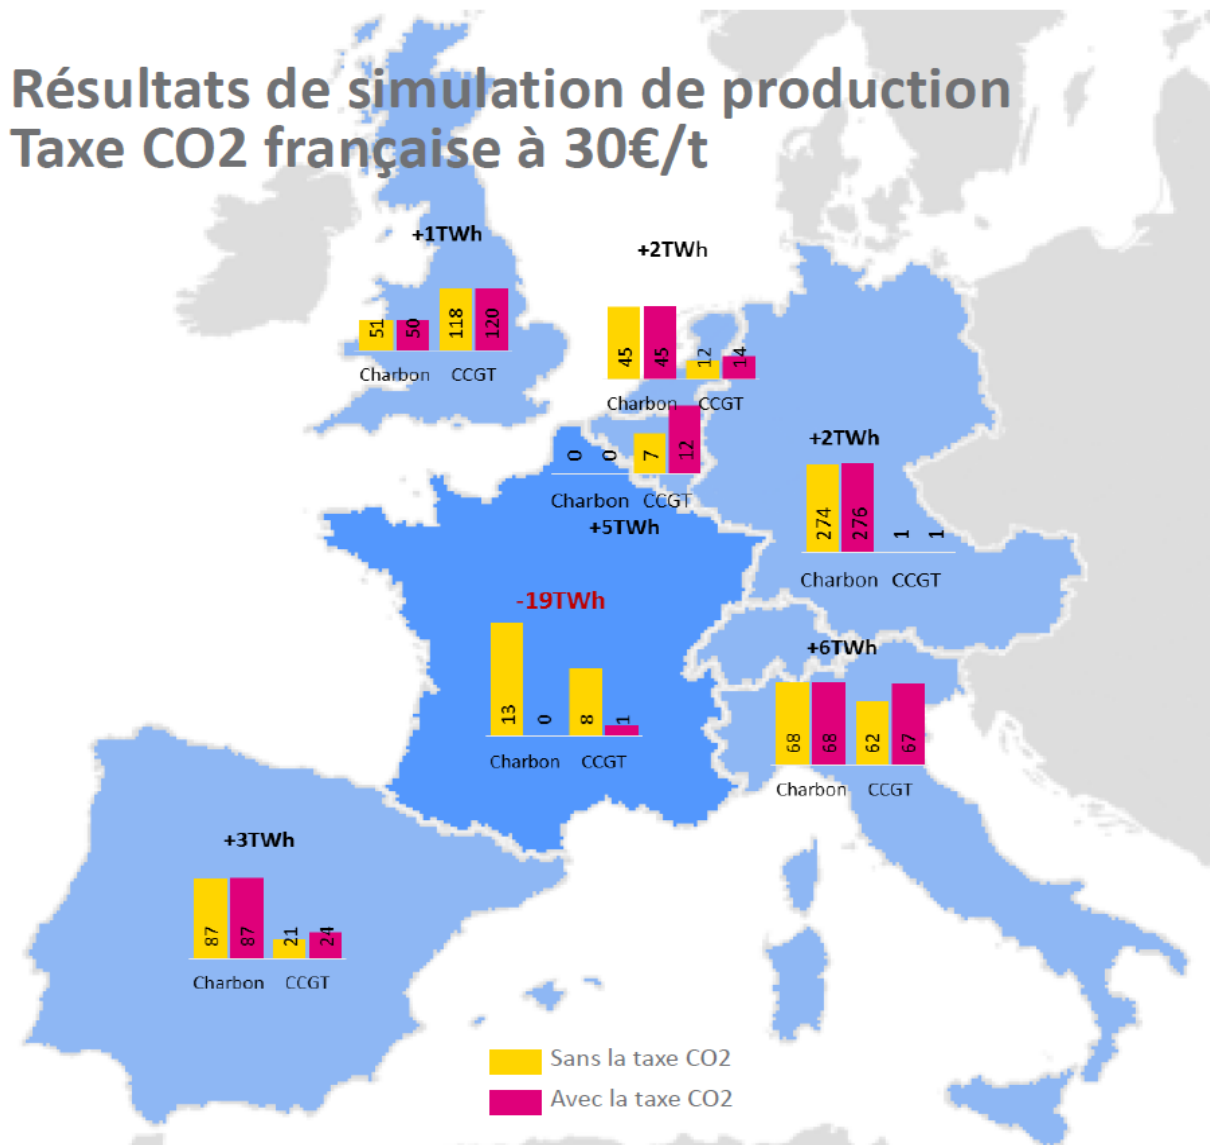 Résultats de simulation de production
Taxe CO2 française à 30€/t
+1TWh
51
50
118
120
Charbon
CCGT
+2TWh
45
45
12
14
Charbon
CCGT
0
0
7
12
Charbon
CCGT
+5TWh
+2TWh
274
276
1
1
Charbon
CCGT
-19TWh
13
0
8
1
Charbon
CCGT
+6TWh
68
68
62
67
Charbon
CCGT
+3TWh
87
87
21
24
Charbon
CCGT
Sans la taxe CO2
Avec la taxe CO2